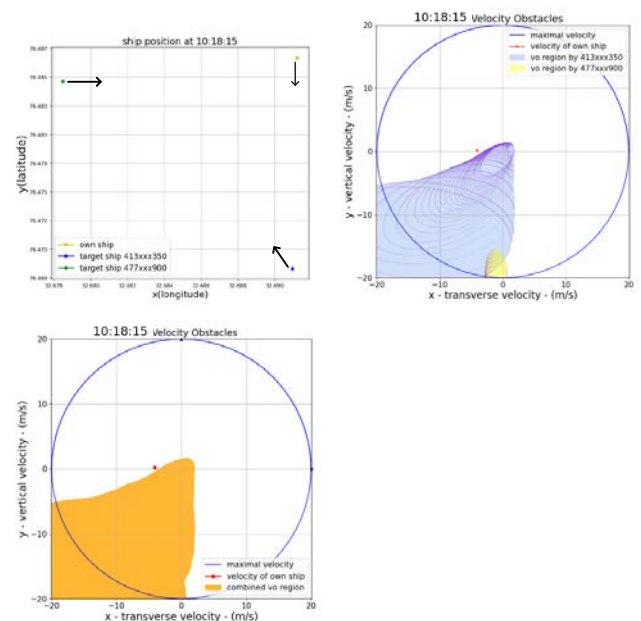 ship position at 10:18:15
y(latitude)
own ship
target ship 413xxx350
target ship 477xxx900
x(longitude)
10:18:15 Velocity Obstacles
20
10
0
−10
−20
y - vertical velocity - (m/s)
maximal velocity
velocity of own ship
vo region by 413xxx350
vo region by 477xxx900
−20 −10 0 10 20
x - transverse velocity - (m/s)
10:18:15 Velocity Obstacles
20
10
0
−10
−20
y - vertical velocity - (m/s)
maximal velocity
velocity of own ship
combined vo region
−20 −10 0 10 20
x - transverse velocity - (m/s)